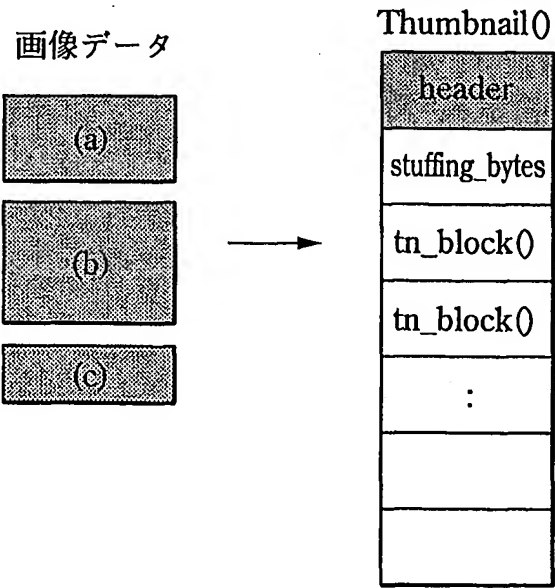 画像データ
(a)
(b)
(c)
Thumbnail()
header
stuffing_bytes
tn_block()
tn_block()
: